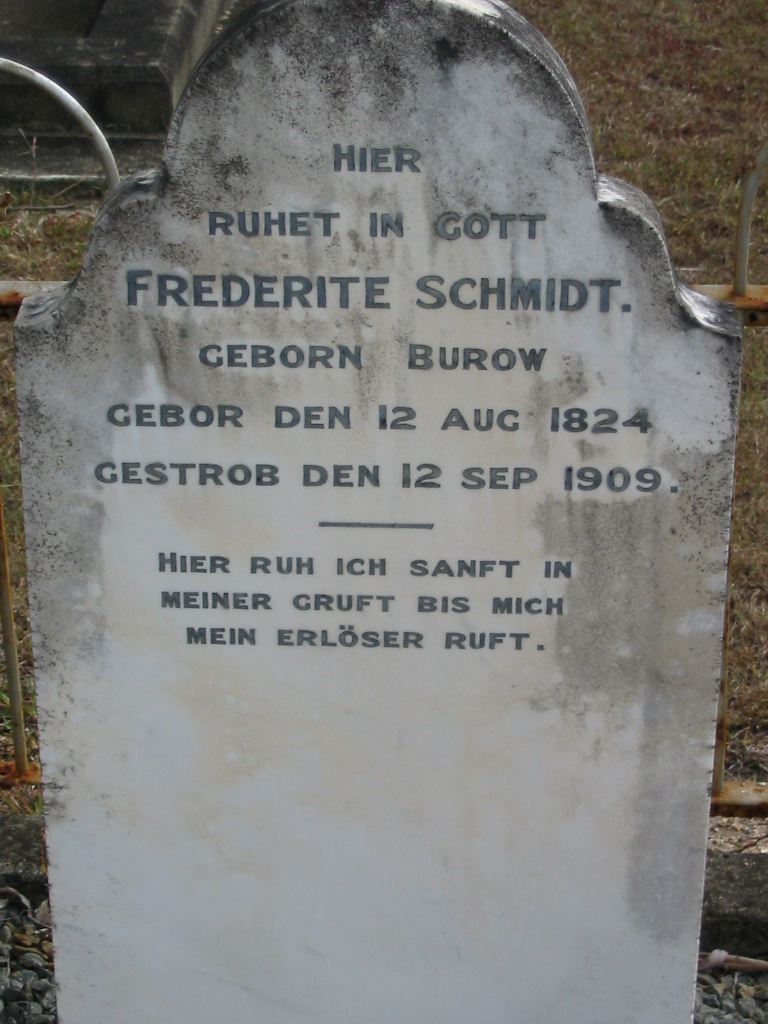 HIER
RUHET IN GOTT
FREDERITE SCHMIDT.
GEBORN BUROW
GEBOR DEN 12 AUG 1824
GESTROB DEN 12 SEP 1909.
HIER RUH ICH SANFT IN
MEINER GRUFT BIS MICH
MEIN ERLÖSER RUFT.